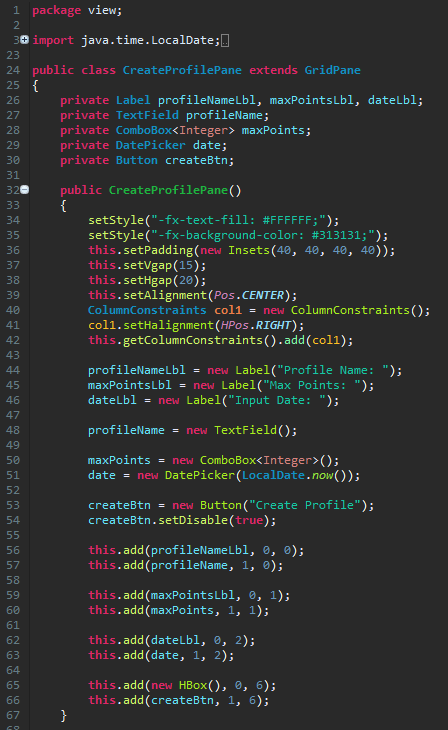 1 package view;
2
3 import java.time.LocalDate;
23
24 public class CreateProfilePane extends GridPane
25 {
26     private Label profileNameLbl, maxPointsLbl, dateLbl;
27     private TextField profileName;
28     private ComboBox<Integer> maxPoints;
29     private DatePicker date;
30     private Button createBtn;
31
32     public CreateProfilePane()
33     {
34         setStyle("-fx-text-fill: #FFFFFF;");
35         setStyle("-fx-background-color: #313131;");
36         this.setPadding(new Insets(40, 40, 40, 40));
37         this.setVgap(15);
38         this.setHgap(20);
39         this.setAlignment(Pos.CENTER);
40         ColumnConstraints col1 = new ColumnConstraints();
41         col1.setHalignment(HPos.RIGHT);
42         this.getColumnConstraints().add(col1);
43
44         profileNameLbl = new Label("Profile Name: ");
45         maxPointsLbl = new Label("Max Points: ");
46         dateLbl = new Label("Input Date: ");
47
48         profileName = new TextField();
49
50         maxPoints = new ComboBox<Integer>();
51         date = new DatePicker(LocalDate.now());
52
53         createBtn = new Button("Create Profile");
54         createBtn.setDisable(true);
55
56         this.add(profileNameLbl, 0, 0);
57         this.add(profileName, 1, 0);
58
59         this.add(maxPointsLbl, 0, 1);
60         this.add(maxPoints, 1, 1);
61
62         this.add(dateLbl, 0, 2);
63         this.add(date, 1, 2);
64
65         this.add(new HBox(), 0, 6);
66         this.add(createBtn, 1, 6);
67     }
68